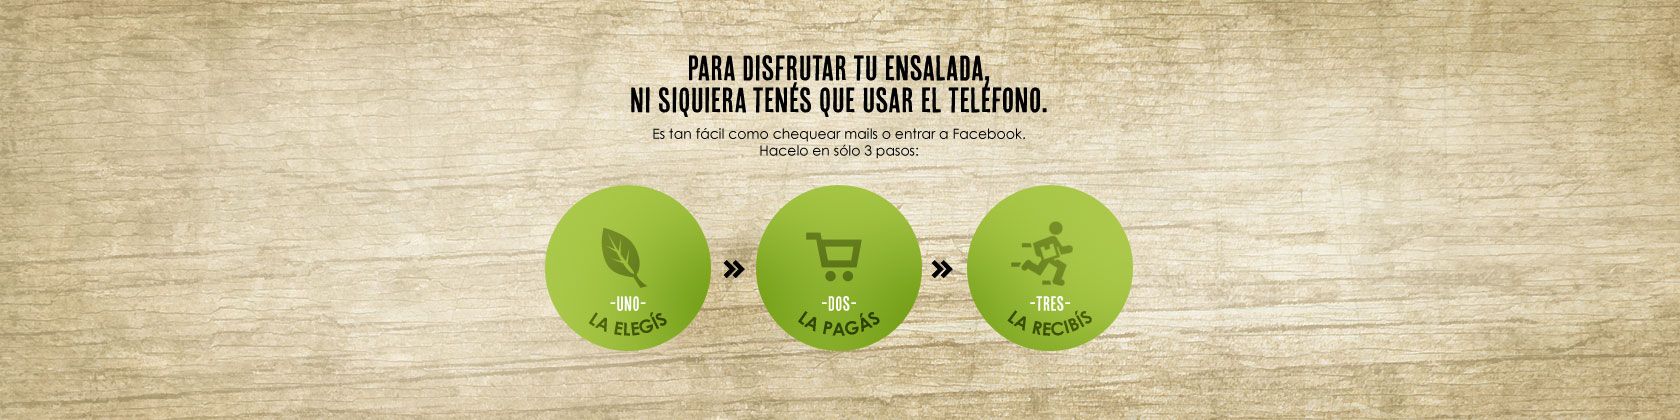 PARA DISFRUTAR TU ENSALADA,
NI SIQUIERA TENÉS QUE USAR EL TELÉFONO.
Es tan fácil como chequear mails o entrar a Facebook.
Hacelo en sólo 3 pasos:
-UNO-
LA ELEGÍS
-DOS-
LA PAGÁS
-TRES-
LA RECIBÍS